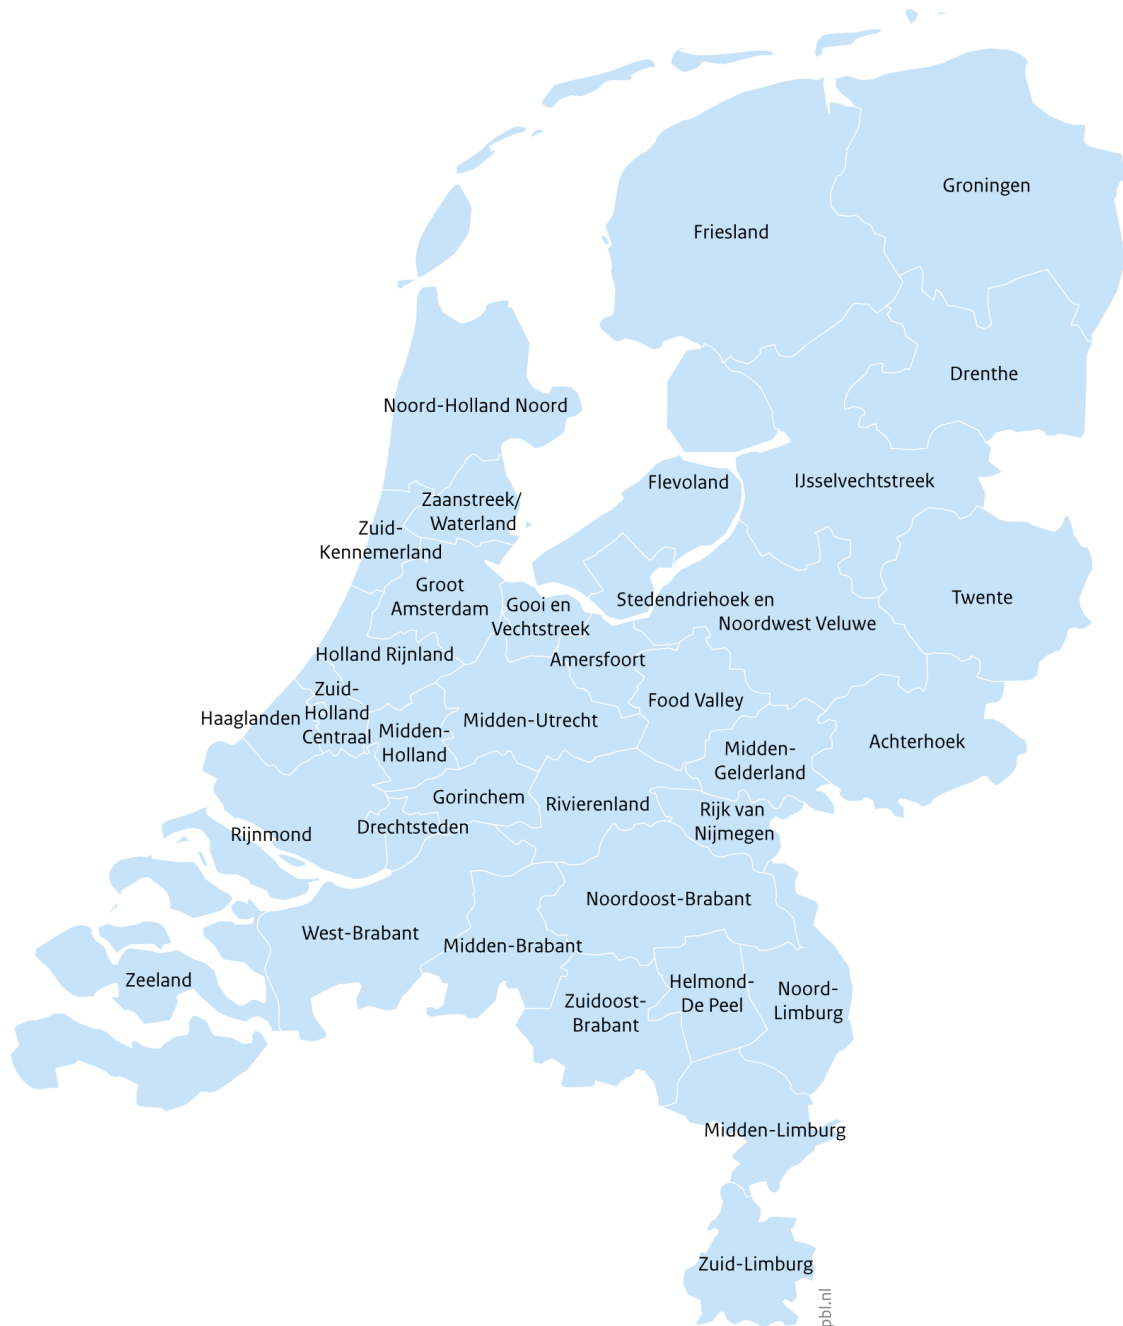 Groningen
Friesland
Drenthe
Noord-Holland Noord
IJsselvechtstreek
Flevoland
Zaanstreek/
Waterland
Zuid-
Kennemerland
Groot
Amsterdam
Gooi en
Vechtstreek
Stedendriehoek en
Noordwest Veluwe
Twente
Holland Rijnland
Amersfoort
Zuid-
Holland
Centraal
Food Valley
Haaglanden
Midden-Utrecht
Midden-
Holland
Achterhoek
Midden-
Gelderland
Gorinchem
Rivierenland
Rijk van
Nijmegen
Drechtsteden
Rijnmond
Noordoost-Brabant
West-Brabant
Midden-Brabant
Zeeland
Helmond-
De Peel
Noord-
Limburg
Zuidoost-
Brabant
Midden-Limburg
Zuid-Limburg
pbl.nl